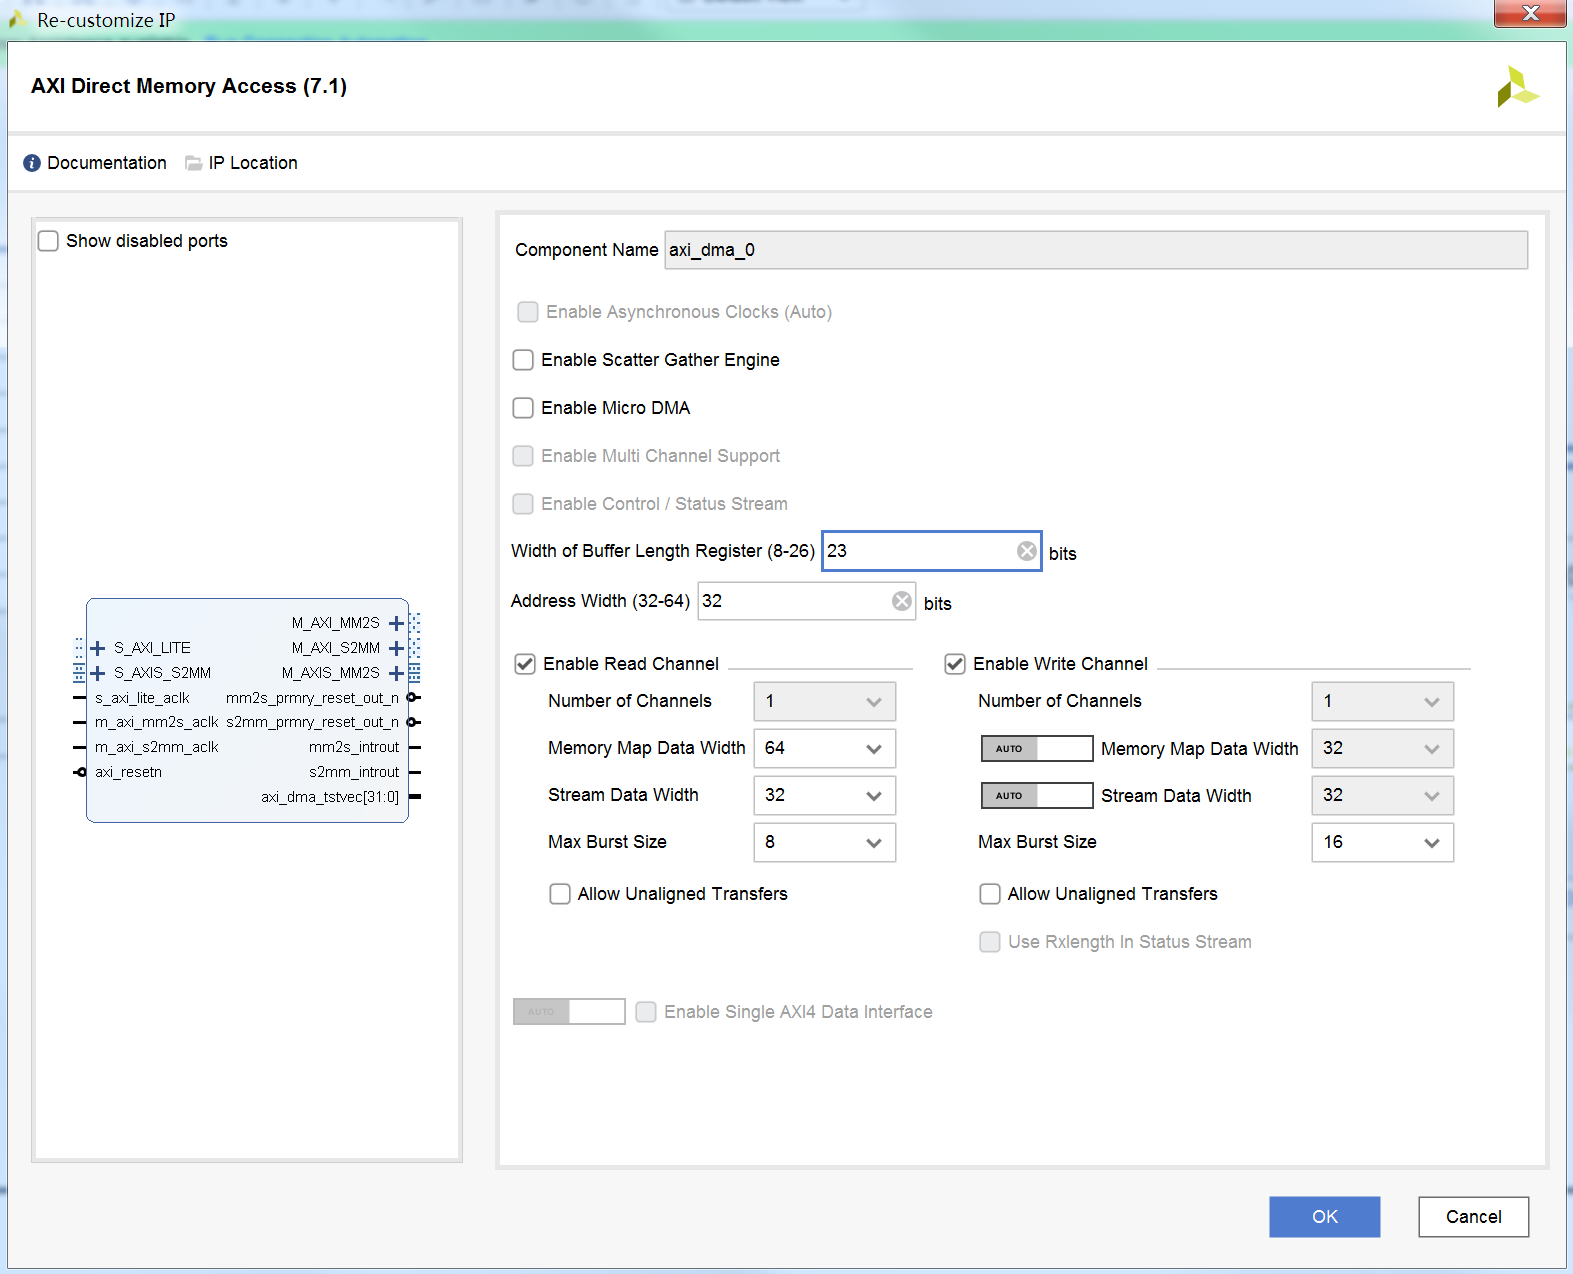 Re-customize IP
AXI Direct Memory Access (7.1)
Documentation IP Location
Show disabled ports
M_AXI_MM2S
S_AXI_LITE M_AXI_S2MM
S_AXIS_S2MM M_AXIS_MM2S
s_axi_lite_aclk mm2s_prmry_reset_out_n
m_axi_mm2s_aclk s2mm_prmry_reset_out_n
m_axi_s2mm_aclk mm2s_introut
axi_resetn s2mm_introut
axi_dma_tstvec[31:0]
Component Name axi_dma_0
Enable Asynchronous Clocks (Auto)
Enable Scatter Gather Engine
Enable Micro DMA
Enable Multi Channel Support
Enable Control / Status Stream
Width of Buffer Length Register (8-26) 23 bits
Address Width (32-64) 32 bits
Enable Read Channel Enable Write Channel
Number of Channels 1 Number of Channels 1
Memory Map Data Width 64 AUTO Memory Map Data Width 32
Stream Data Width 32 AUTO Stream Data Width 32
Max Burst Size 8 Max Burst Size 16
Allow Unaligned Transfers Allow Unaligned Transfers
Use Rxlength In Status Stream
AUTO Enable Single AXI4 Data Interface
OK Cancel